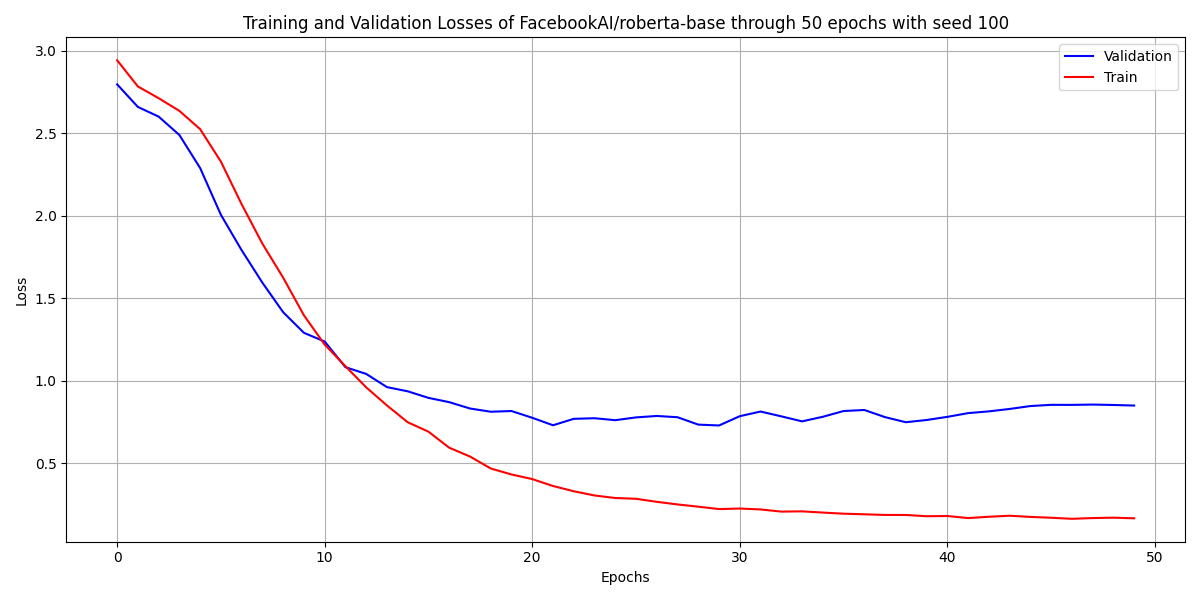 Training and Validation Losses of FacebookAI/roberta-base through 50 epochs with seed 100
Validation
Train
3.0
2.5
2.0
1.5
1.0
0.5
Loss
0
10
20
30
40
50
Epochs